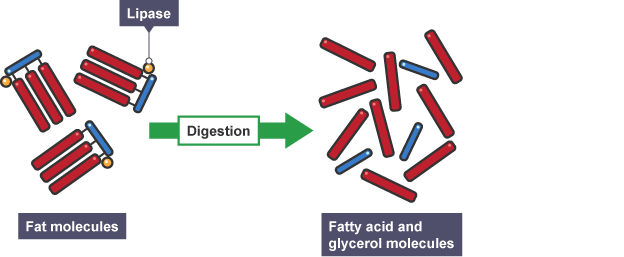 Lipase
Digestion
Fat molecules
Fatty acid and
glycerol molecules